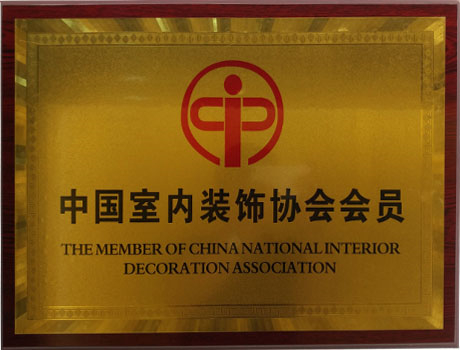 中国室内装饰协会会员
THE MEMBER OF CHINA NATIONAL INTERIOR
DECORATION ASSOCIATION